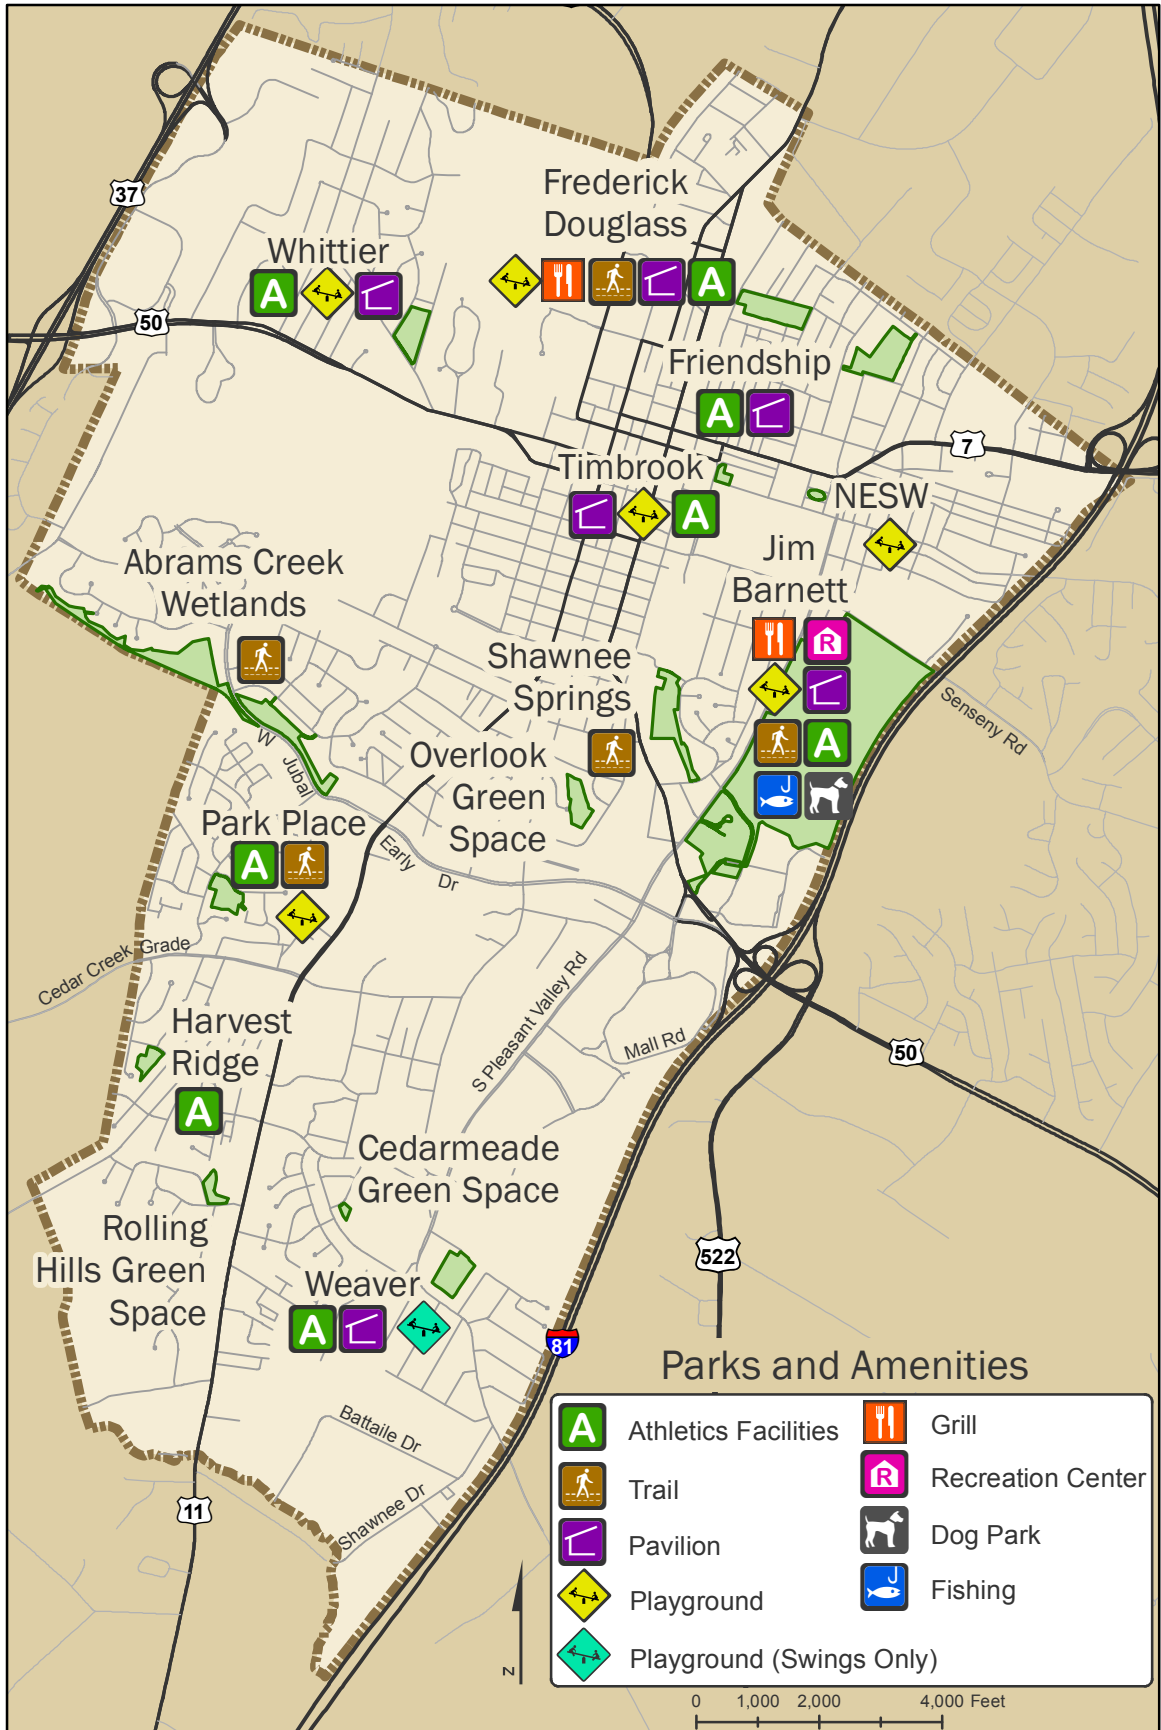 37
Frederick
Douglass
Whittier
A
A
50
Friendship
A
7
Timbrook
A
NESW
Jim
Barnett
Abrams Creek
Wetlands
R
Shawnee
Springs
Senseny Rd
A
W Jubal Early Dr
Overlook
Green
Space
Park Place
A
Cedar Creek Grade
S Pleasant Valley Rd
Harvest
Ridge
Mall Rd
50
A
Cedarmeade
Green Space
Rolling
Hills Green
Space
522
Weaver
A
81
Parks and Amenities
A Athletics Facilities
Grill
Trail
R Recreation Center
Pavilion
Dog Park
Playground
Fishing
Playground (Swings Only)
Battaile Dr
Shawnee Dr
11
N
0 1,000 2,000 4,000 Feet